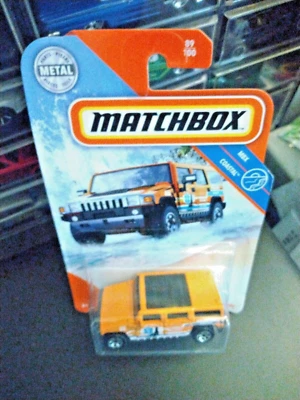 METAL
89
100
MATCHBOX
MBX
COASTAL